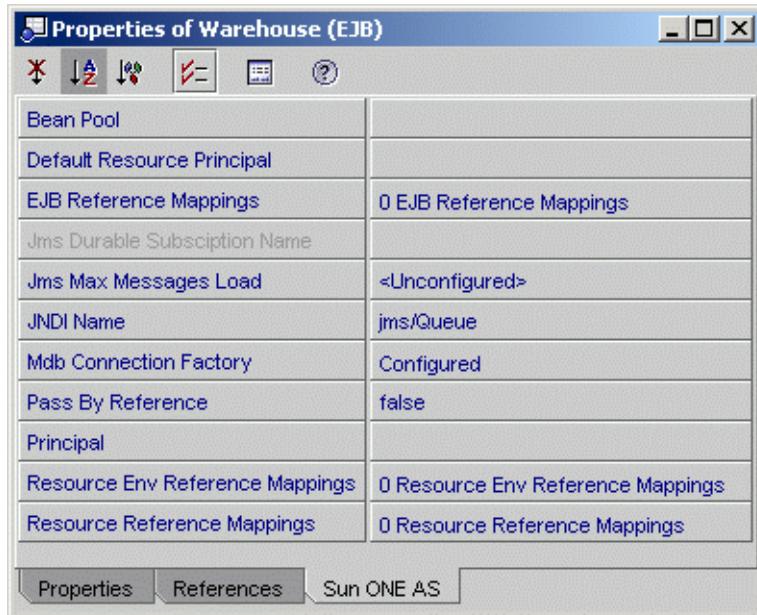 Properties of Warehouse (EJB)
Bean Pool
Default Resource Principal
EJB Reference Mappings 0 EJB Reference Mappings
Jms Durable Subsciption Name
Jms Max Messages Load <Unconfigured>
JNDI Name jms/Queue
Mdb Connection Factory Configured
Pass By Reference false
Principal
Resource Env Reference Mappings 0 Resource Env Reference Mappings
Resource Reference Mappings 0 Resource Reference Mappings
Properties References Sun ONE AS